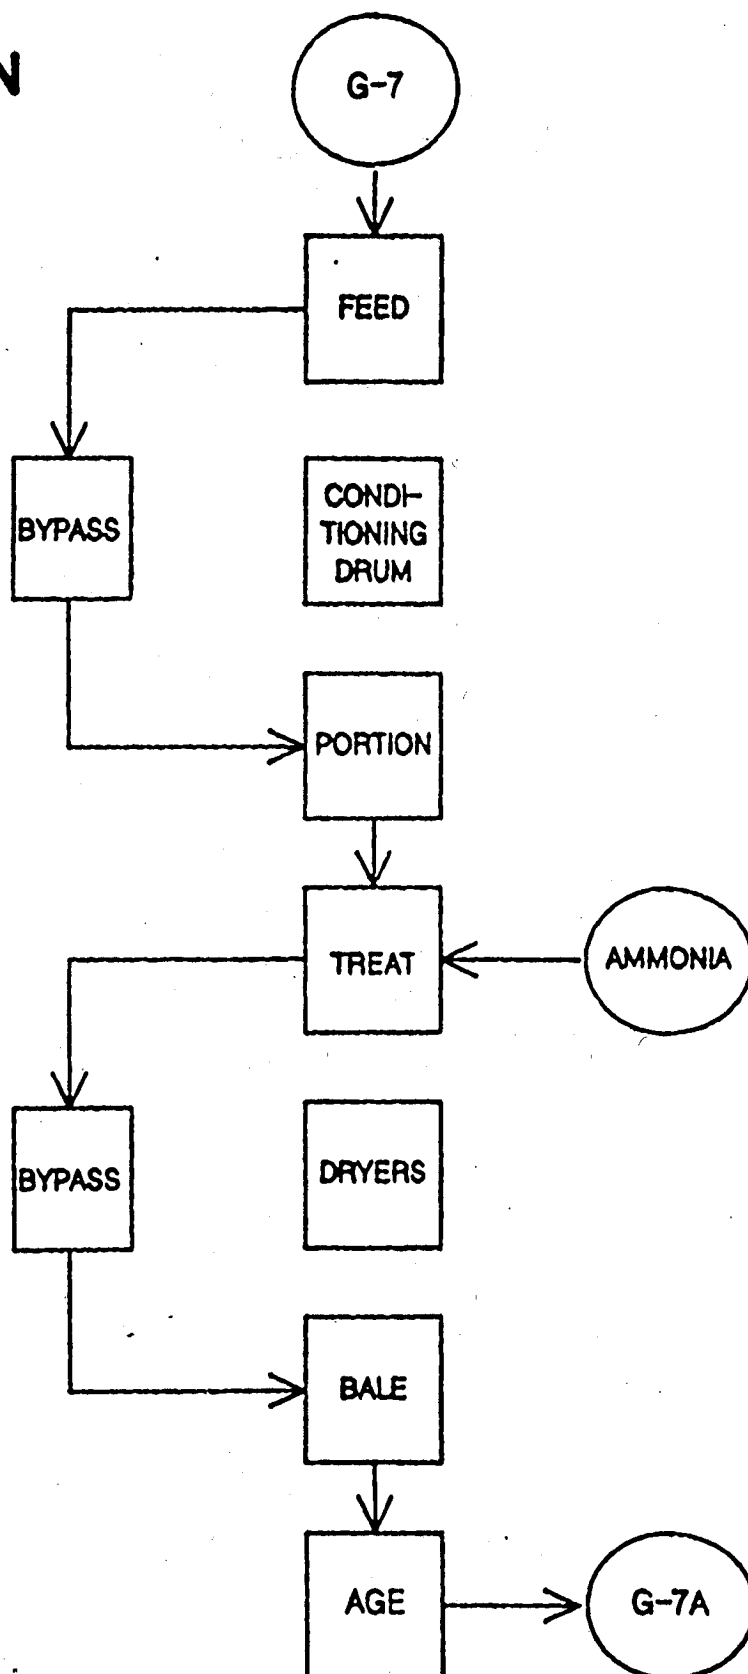 N
G-7
FEED
BYPASS
CONDI-
TIONING
DRUM
PORTION
TREAT
AMMONIA
BYPASS
DRYERS
BALE
AGE
G-7A